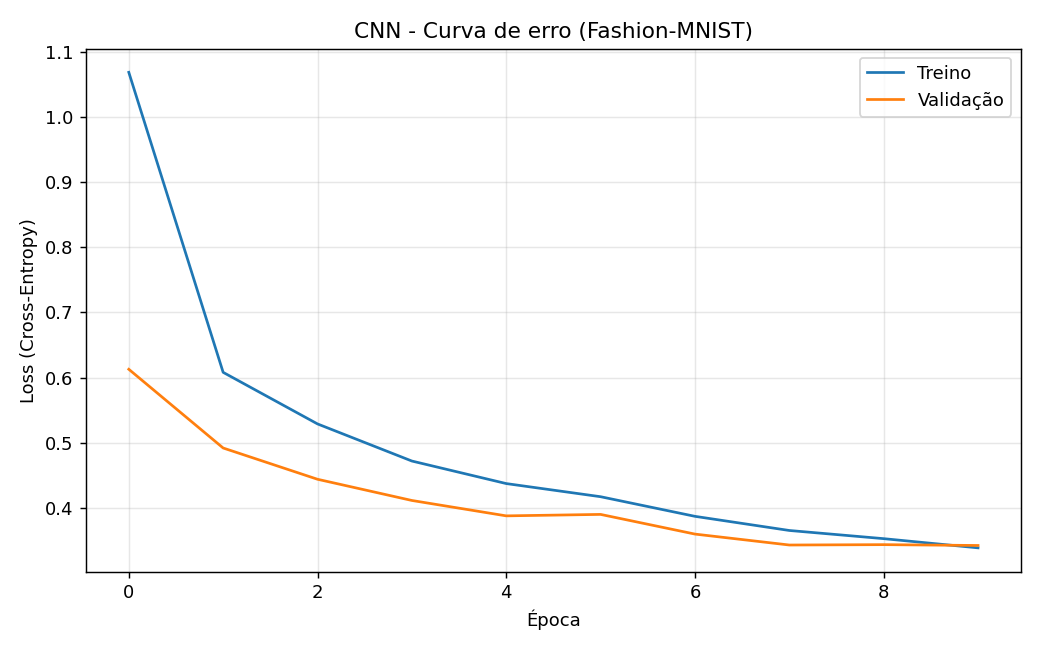 CNN - Curva de erro (Fashion-MNIST)
Treino
Validação
Loss (Cross-Entropy)
1.1
1.0
0.9
0.8
0.7
0.6
0.5
0.4
0 2 4 6 8
Época